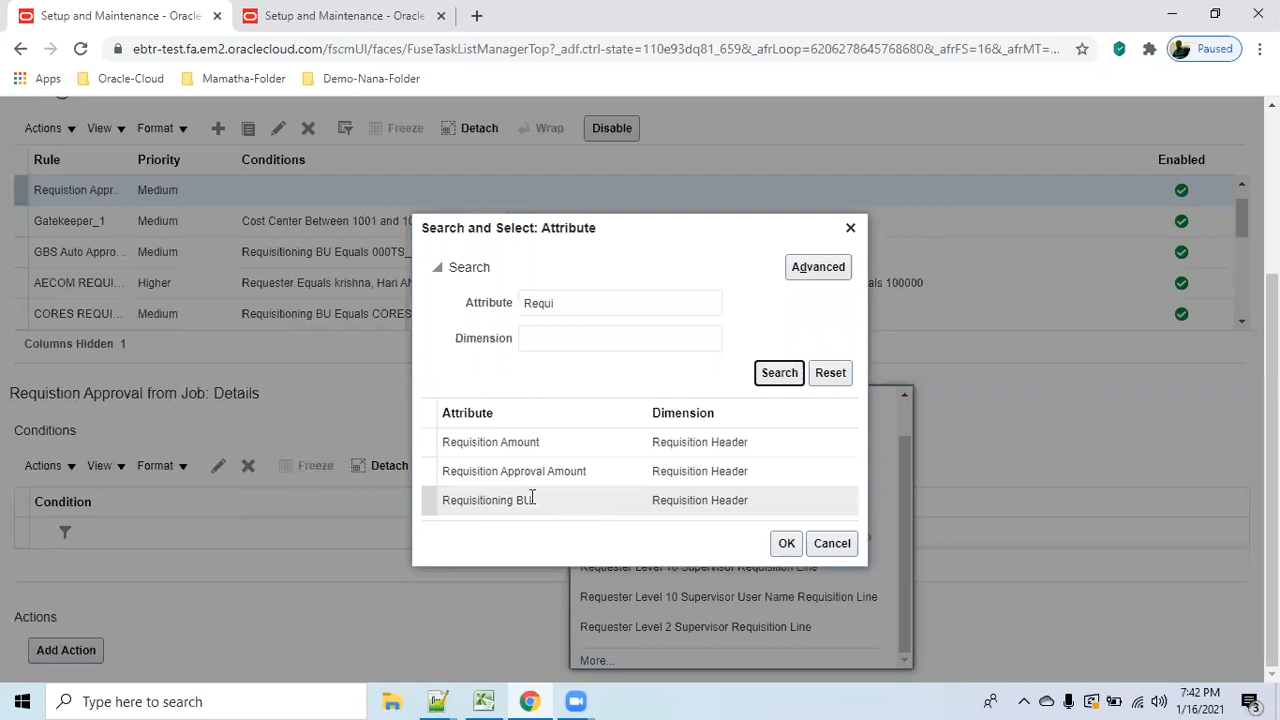 Setup and Maintenance - Oracle
Setup and Maintenance - Oracle
ebtr-test.fa.em2.oraclecloud.com/fscmUI/faces/FuseTaskListManagerTop?_adf.ctrl-state=110e93dq81_659&_afrLoop=6206278645768680&_afrFS=16&_afrMT=...
Paused
Apps
Oracle-Cloud
Mamatha-Folder
Demo-Nana-Folder
Actions View Format Freeze Detach Wrap Disable
Rule Priority Conditions Enabled
Requistion Appr... Medium
Gatekeeper_1 Medium Cost Center Between 1001 and 10
GBS Auto Appro... Medium Requisitioning BU Equals 000TS_
AECOM REQUI... Higher Requester Equals krishna, Hari AN als 100000
CORES REQUI... Medium Requisitioning BU Equals CORES
Columns Hidden 1
Search and Select: Attribute
Search
Advanced
Attribute Requi
Dimension
Search Reset
Attribute Dimension
Requisition Amount Requisition Header
Requisition Approval Amount Requisition Header
Requisitioning BU Requisition Header
OK Cancel
Requistion Approval from Job: Details
Conditions
Actions View Format Freeze Detach
Condition
Requester Level 10 Supervisor Requisition Line
Requester Level 10 Supervisor User Name Requisition Line
Requester Level 2 Supervisor Requisition Line
More...
Actions
Add Action
Type here to search
7:42 PM
1/16/2021
3